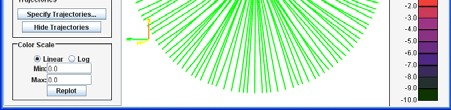 Trajectories
Specify Trajectories...
Hide Trajectories
Color Scale
Linear Log
Min: 0.0
Max: 0.0
Replot
-2.0
-3.0
-4.0
-5.0
-6.0
-7.0
-8.0
-9.0
-10.0